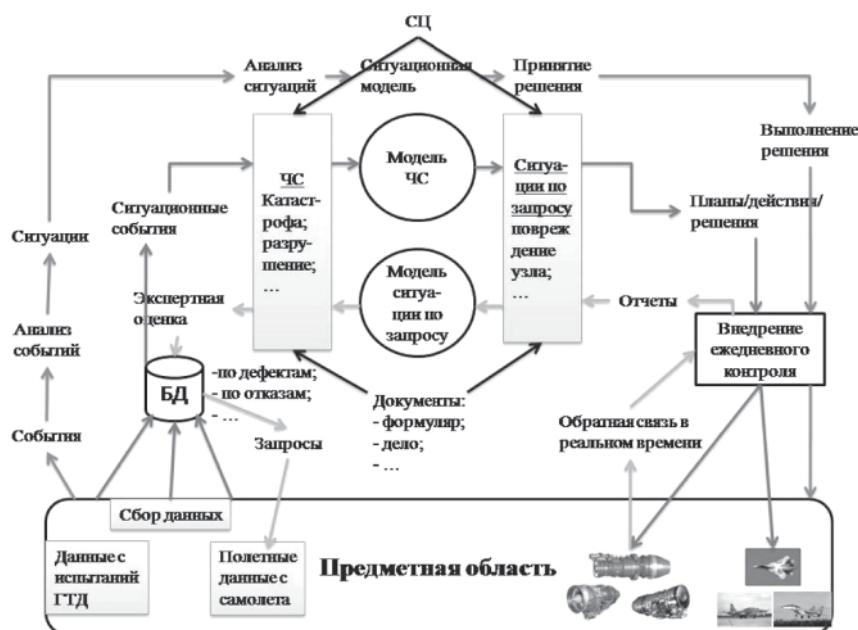 СЦ
Анализ
ситуаций
Ситуационная
модель
Принятие
решения
Выполнение
решения
ЧС
Катаст-
рофа;
разру-
шение;
...
Модель
ЧС
Ситуа-
ции по
запросу
повреж
дение
узла;
...
Ситуационные
события
Планы/действия/
решения
Ситуации
Модель
ситуа-
ции по
запросу
Экспертная
оценка
Отчеты
Анализ
событий
Внедрение
ежедневного
контроля
БД
-по дефектам;
- по отказам;
- ...
Документы:
- формуляр;
- дело;
- ...
События
Запросы
Обратная связь в
реальном времени
Сбор данных
Данные с
испытаний
ГТД
Полетные
данные с
самолета
Предметная область